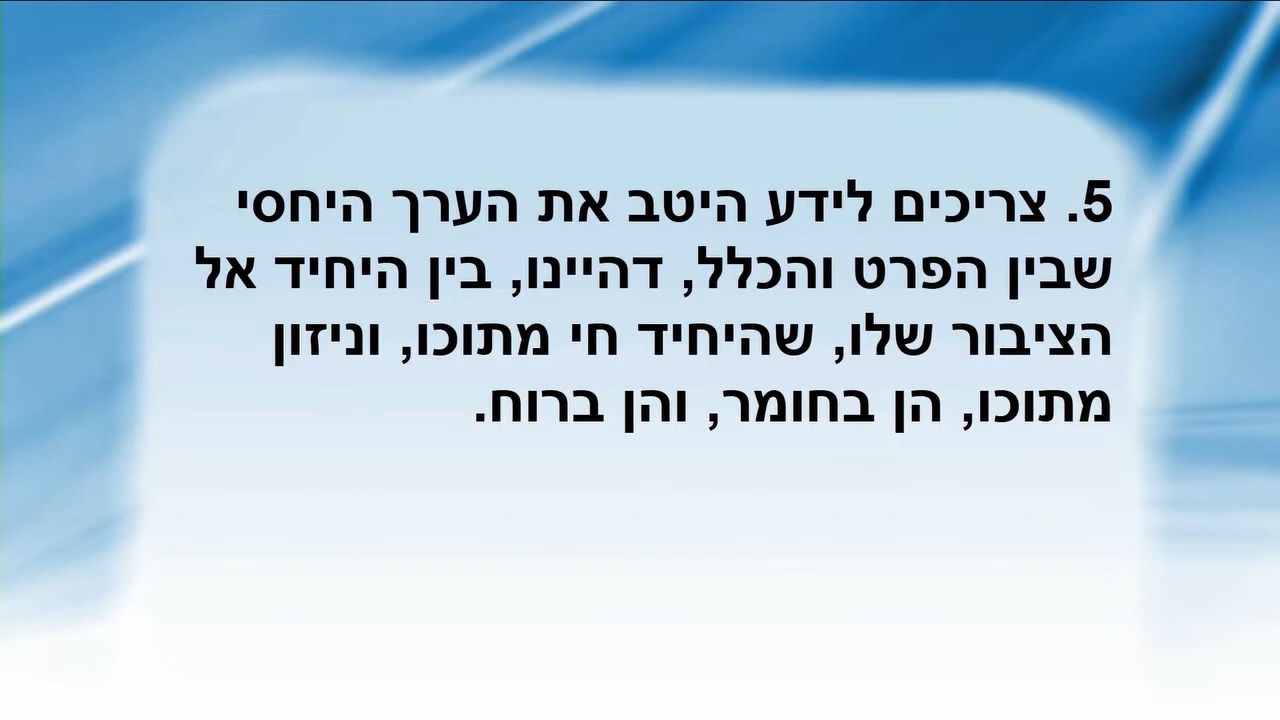 5. צריכים לידע היטב את הערך היחסי
שבין הפרט והכלל, דהיינו, בין היחיד אל
הציבור שלו, שהיחיד חי מתוכו, וניזון
מתוכו, הן בחומר, והן ברוח.